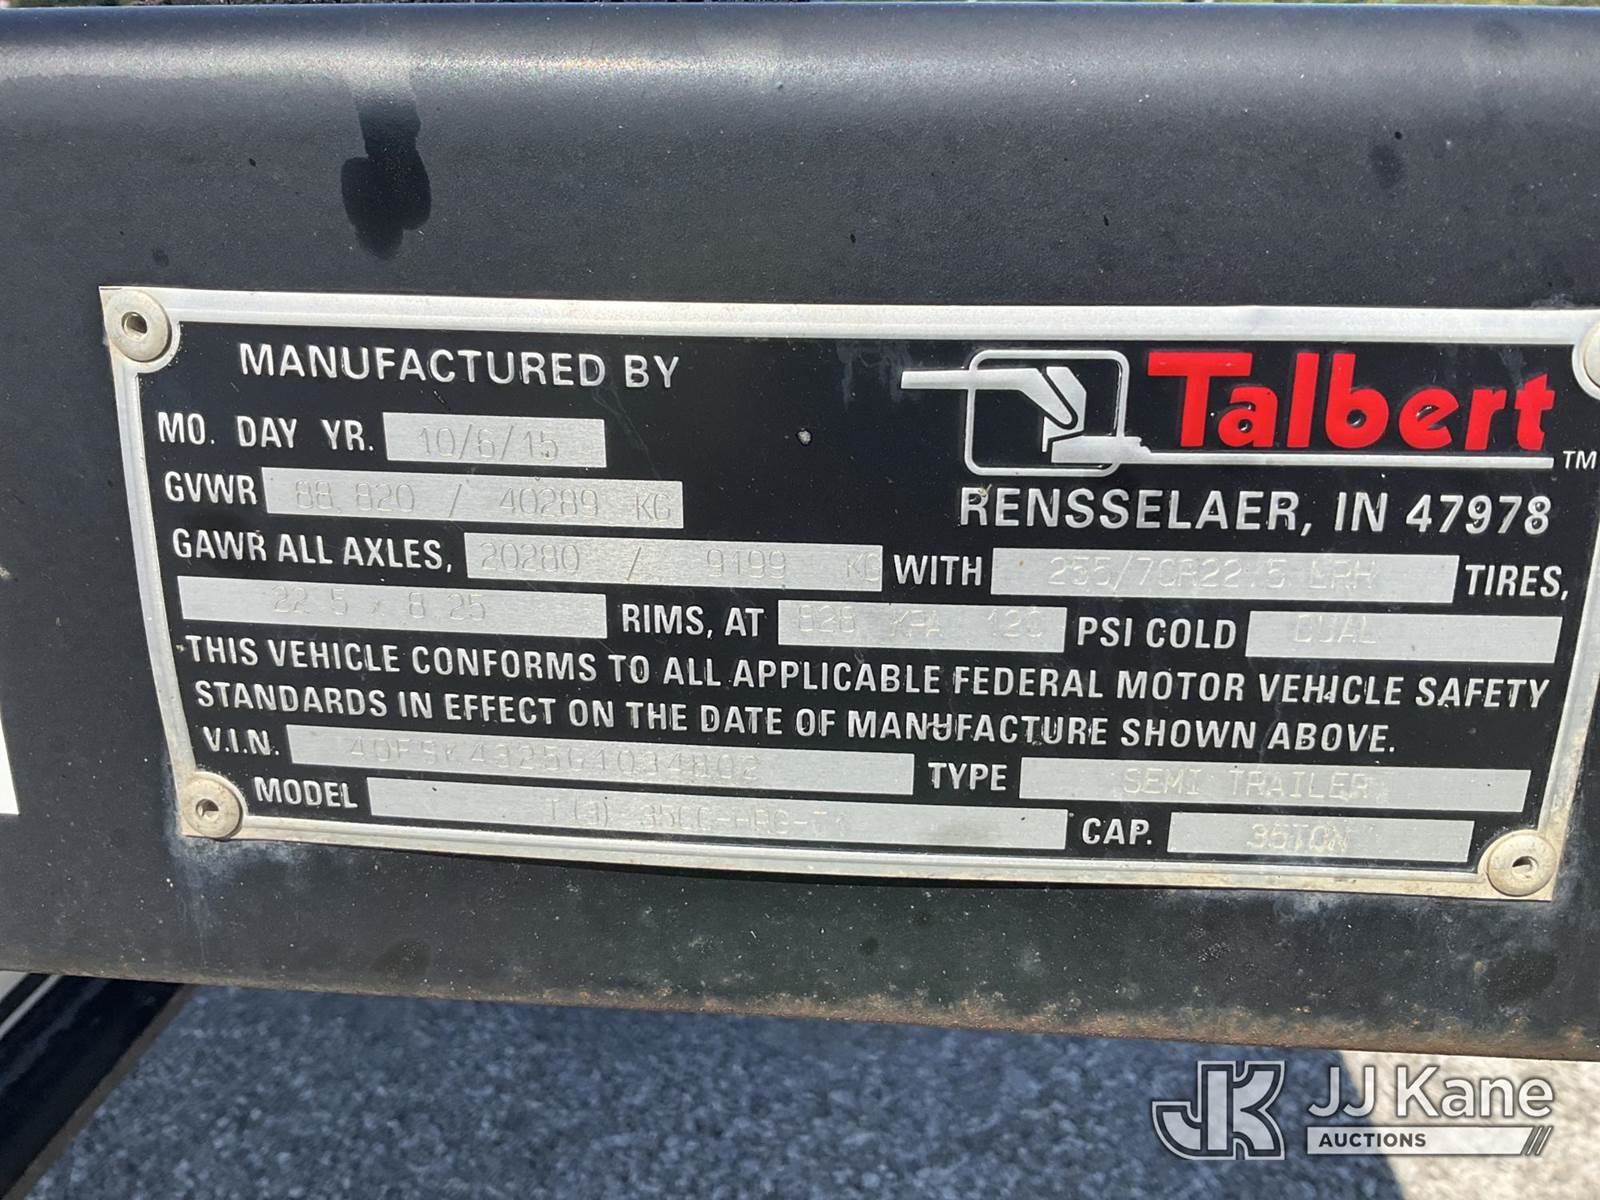 MANUFACTURED BY
Talbert TM
MO. DAY YR. 10/6/15
RENSSELAER, IN 47978
GVWR 88,820 / 40289 KG
GAWR ALL AXLES, 20280 / 9199 KG WITH 255/70R22.5 LRH TIRES,
22.5 x 8.25 RIMS, AT 828 KPA 120 PSI COLD DUAL
THIS VEHICLE CONFORMS TO ALL APPLICABLE FEDERAL MOTOR VEHICLE SAFETY
STANDARDS IN EFFECT ON THE DATE OF MANUFACTURE SHOWN ABOVE.
V.I.N. TYPE SEMI TRAILER
MODEL CAP. 35TON
JK JJ Kane
AUCTIONS